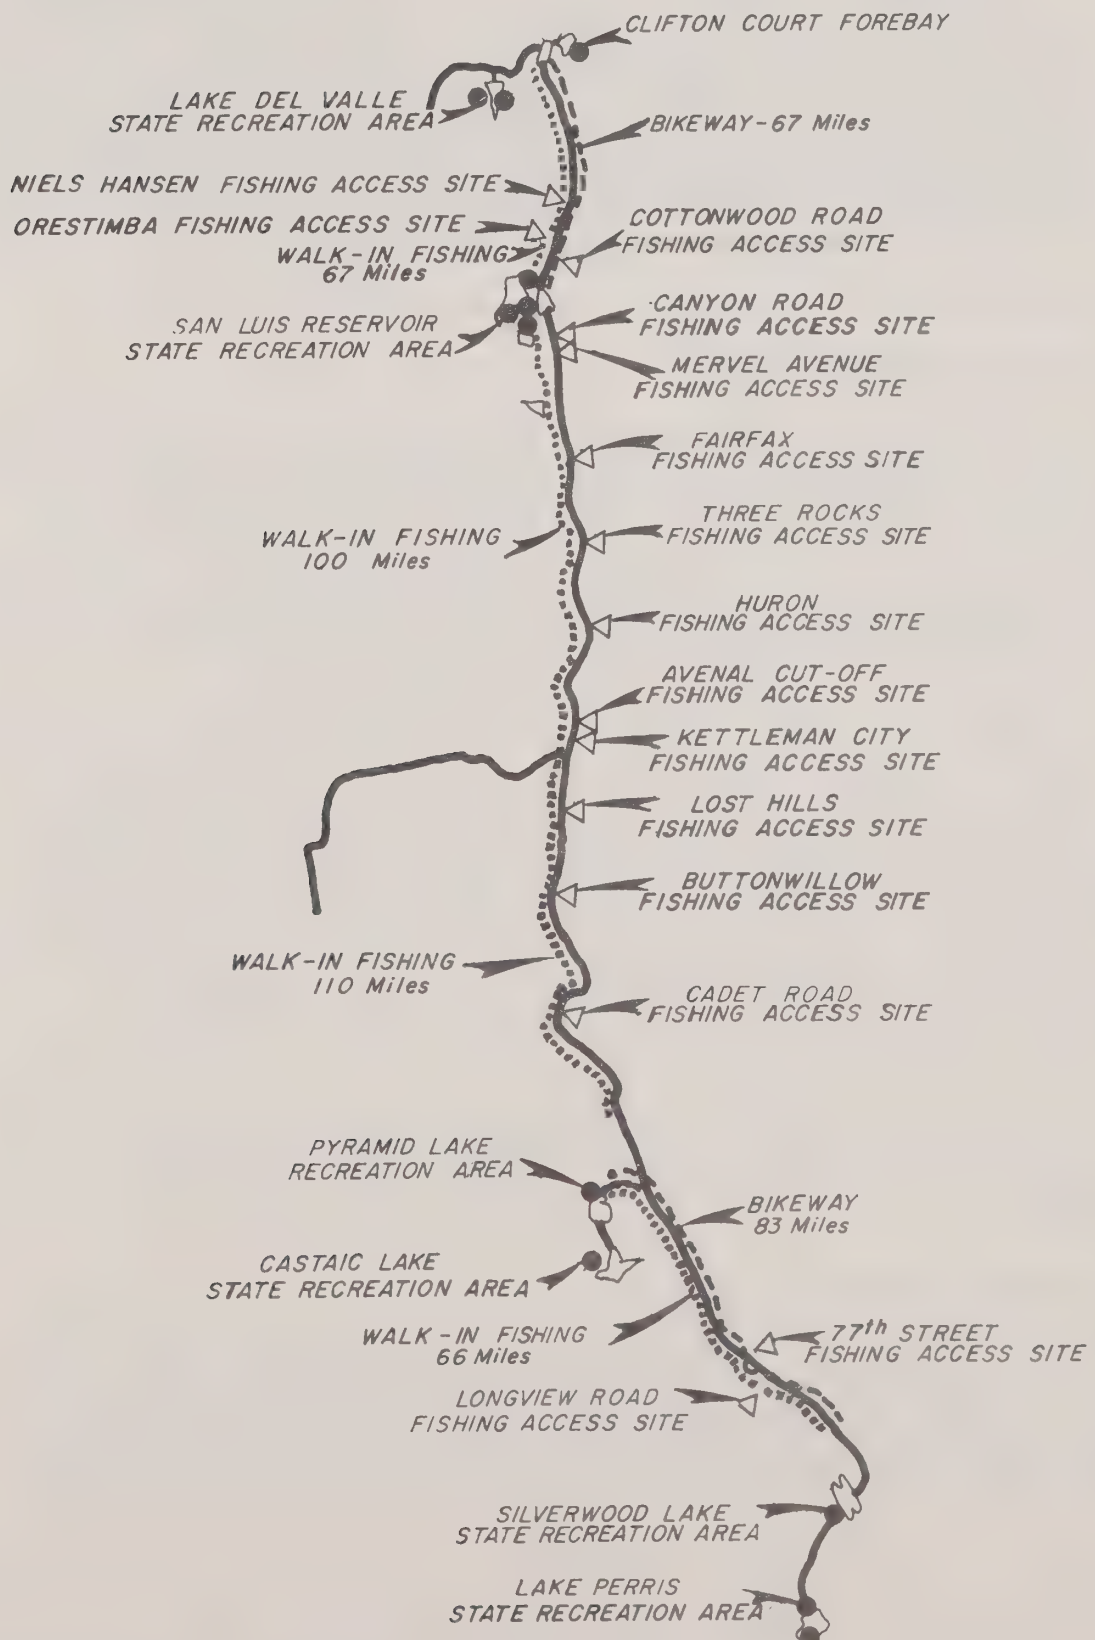 CLIFTON COURT FOREBAY
LAKE DEL VALLE
STATE RECREATION AREA
BIKEWAY-67 Miles
NIELS HANSEN FISHING ACCESS SITE
ORESTIMBA FISHING ACCESS SITE
COTTONWOOD ROAD
FISHING ACCESS SITE
WALK-IN FISHING
67 Miles
CANYON ROAD
FISHING ACCESS SITE
SAN LUIS RESERVOIR
STATE RECREATION AREA
MERVEL AVENUE
FISHING ACCESS SITE
FAIRFAX
FISHING ACCESS SITE
THREE ROCKS
FISHING ACCESS SITE
WALK-IN FISHING
100 Miles
HURON
FISHING ACCESS SITE
AVENAL CUT-OFF
FISHING ACCESS SITE
KETTLEMAN CITY
FISHING ACCESS SITE
LOST HILLS
FISHING ACCESS SITE
BUTTONWILLOW
FISHING ACCESS SITE
WALK-IN FISHING
110 Miles
CADET ROAD
FISHING ACCESS SITE
PYRAMID LAKE
RECREATION AREA
BIKEWAY
83 Miles
CASTAIC LAKE
STATE RECREATION AREA
WALK-IN FISHING
66 Miles
77th STREET
FISHING ACCESS SITE
LONGVIEW ROAD
FISHING ACCESS SITE
SILVERWOOD LAKE
STATE RECREATION AREA
LAKE PERRIS
STATE RECREATION AREA